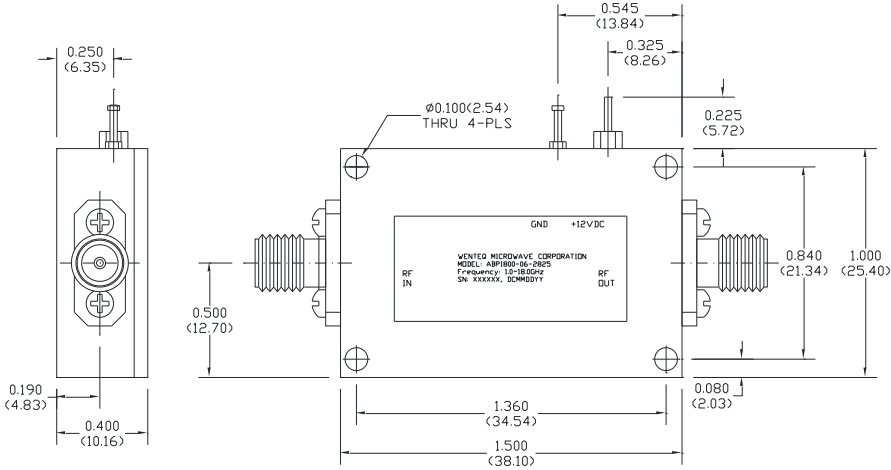 0.545
(13.84)
0.250
(6.35)
0.325
(8.26)
Ø0.100(2.54)
THRU 4-PLS
0.225
(5.72)
GND +12VDC
WENTEQ MICROWAVE CORPORATION
MODEL: ABP1800-06-2825
Frequency: 1.0-18.0GHz
SN: XXXXXX, DCMMDDYY
RF
IN
RF
OUT
0.840
(21.34)
1.000
(25.40)
0.500
(12.70)
0.190
(4.83)
0.080
(2.03)
0.400
(10.16)
1.360
(34.54)
1.500
(38.10)